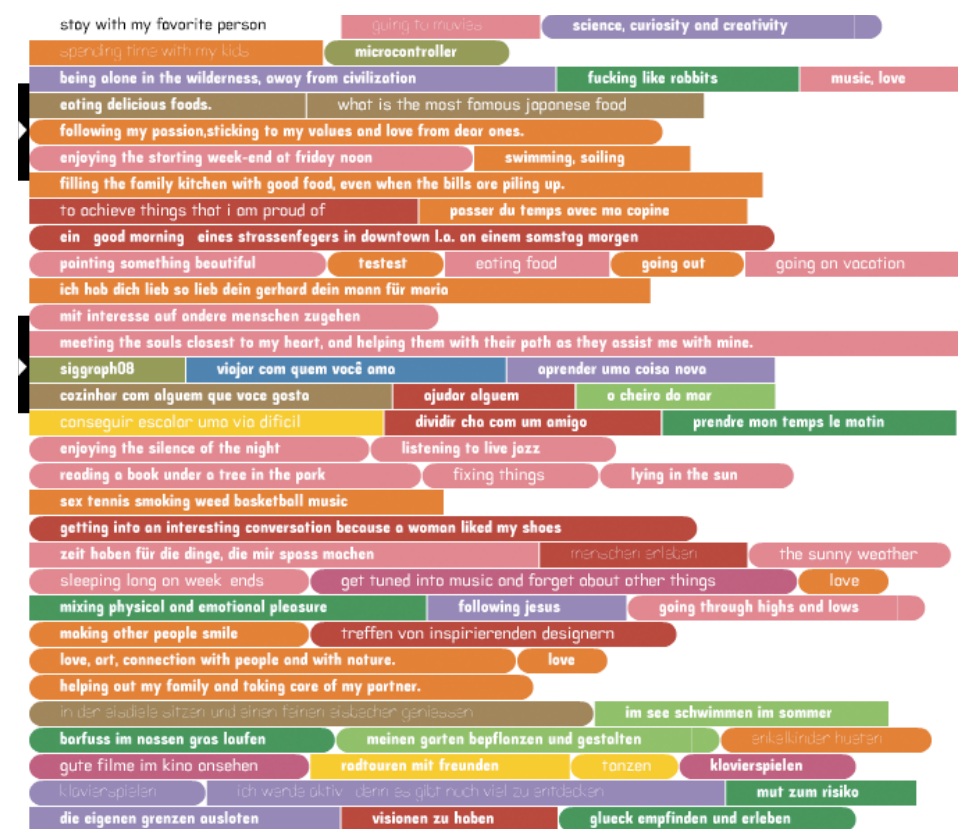 stay with my favorite person going to movies science, curiosity and creativity
spending time with my kids microcontroller
being alone in the wilderness, away from civilization fucking like rabbits music, love
eating delicious foods. what is the most famous japanese food
following my passion,sticking to my values and love from dear ones.
enjoying the starting week-end at friday noon swimming, sailing
filling the family kitchen with good food, even when the bills are piling up.
to achieve things that i am proud of passer du temps avec ma copine
ein good morning eines strassenfegers in downtown l.a. an einem samstag morgen
painting something beautiful testest eating food going out going on vacation
ich hab dich lieb so lieb dein gerhard dein mann für maria
mit interesse auf andere menschen zugehen
meeting the souls closest to my heart, and helping them with their path as they assist me with mine.
siggraph08 viajar com quem você ama aprender uma coisa nova
cozinhar com alguem que voce gosta ajudar alguem o cheiro do mar
conseguir escalar uma via dificil dividir cha com um amigo prendre mon temps le matin
enjoying the silence of the night listening to live jazz
reading a book under a tree in the park fixing things lying in the sun
sex tennis smoking weed basketball music
getting into an interesting conversation because a woman liked my shoes
zeit haben für die dinge, die mir spass machen menschen erleben the sunny weather
sleeping long on week ends get tuned into music and forget about other things love
mixing physical and emotional pleasure following jesus going through highs and lows
making other people smile treffen von inspirierenden designern
love, art, connection with people and with nature. love
helping out my family and taking care of my partner.
in der eisdiele sitzen und einen feinen eisbecher geniessen im see schwimmen im sommer
barfuss im nassen gras laufen meinen garten bepflanzen und gestalten enkelkinder hueten
gute filme im kino ansehen radtouren mit freunden tanzen klavierspielen
klavierspielen ich werde aktiv denn es gibt noch viel zu entdecken mut zum risiko
die eigenen grenzen ausloten visionen zu haben glueck empfinden und erleben